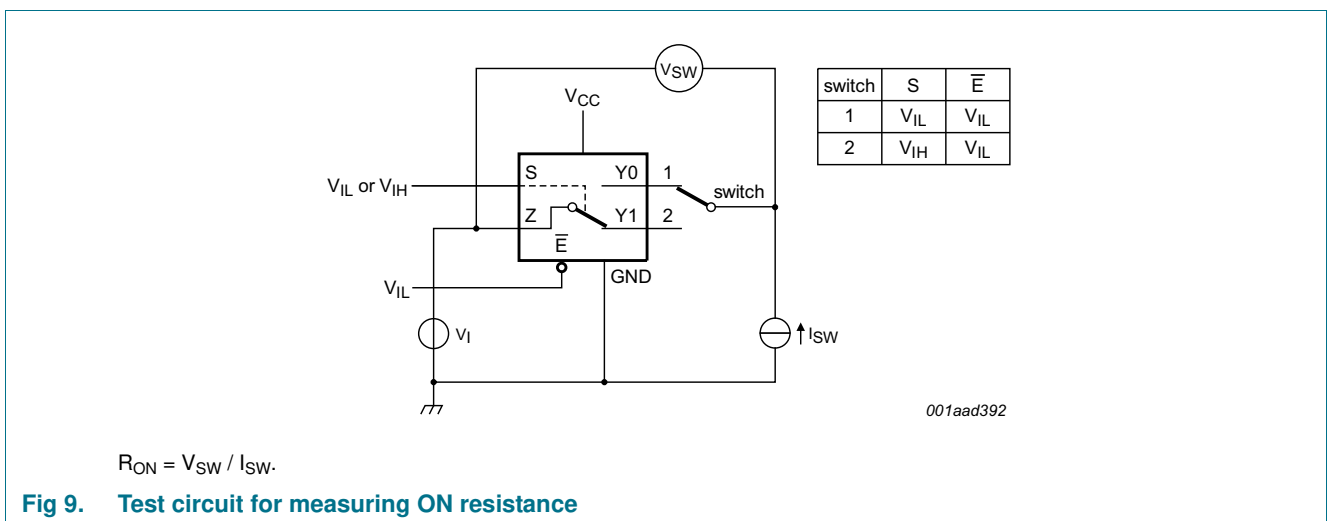 VSW
switch S E̅
1 VIL VIL
2 VIH VIL
VCC
S Y0 1
VIL or VIH
switch
Z Y1 2
E̅
GND
VIL
VI
ISW
001aad392
RON = VSW / ISW.
Fig 9. Test circuit for measuring ON resistance